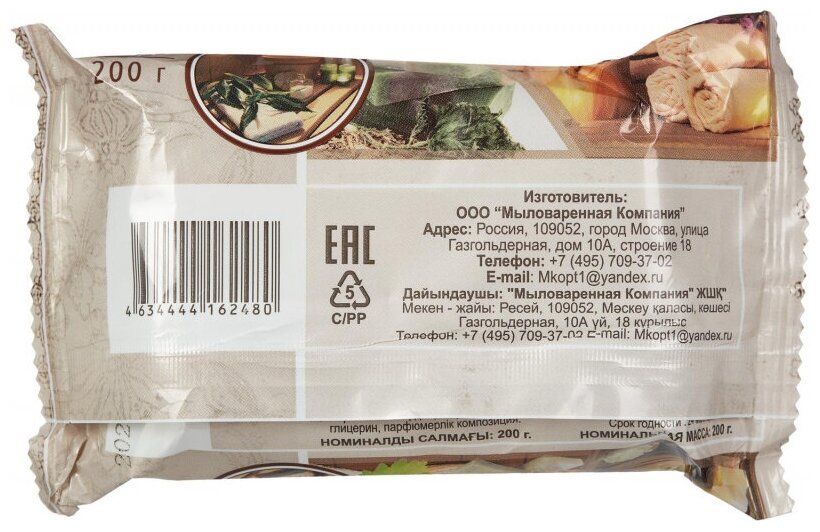 200 г
Изготовитель:
ООО "Мыловаренная Компания"
Адрес: Россия, 109052, город Москва, улица
Газгольдерная, дом 10А, строение 18
Телефон: +7 (495) 709-37-02
E-mail: Mkopt1@yandex.ru
Дайындаушы: "Мыловаренная Компания" ЖШҚ
Мекен - жайы: Ресей, 109052, Мәскеу қаласы, көшесі
Газгольдерная, 10А үй, 18 құрылыс
Телефон: +7 (495) 709-37-02 E-mail: Mkopt1@yandex.ru
EAC
5
C/PP
4634444162480
глицерин, парфюмерлік композиция.
НОМИНАЛДЫ САЛМАҒЫ: 200 г.
Срок годности
НОМИНАЛЬНАЯ МАССА: 200 г.